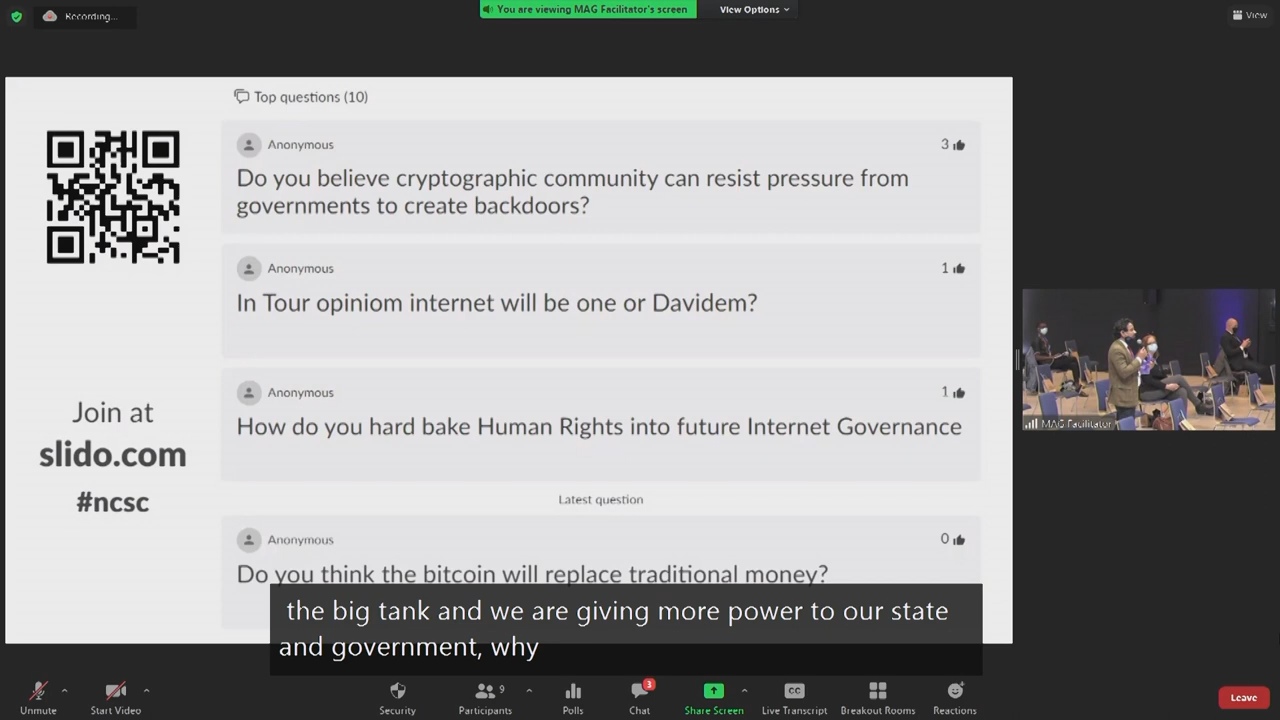 Recording...
You are viewing MAG Facilitator's screen
View Options
View
Top questions (10)
Anonymous
3
Do you believe cryptographic community can resist pressure from
governments to create backdoors?
Anonymous
1
In Tour opiniom internet will be one or Davidem?
Anonymous
1
How do you hard bake Human Rights into future Internet Governance
Join at
slido.com
#ncsc
Latest question
Anonymous
0
Do you think the bitcoin will replace traditional money?
the big tank and we are giving more power to our state
and government, why
MAG Facilitator
Unmute
Start Video
Security
Participants
9
Polls
Chat
3
Share Screen
CC
Live Transcript
Breakout Rooms
Reactions
Leave